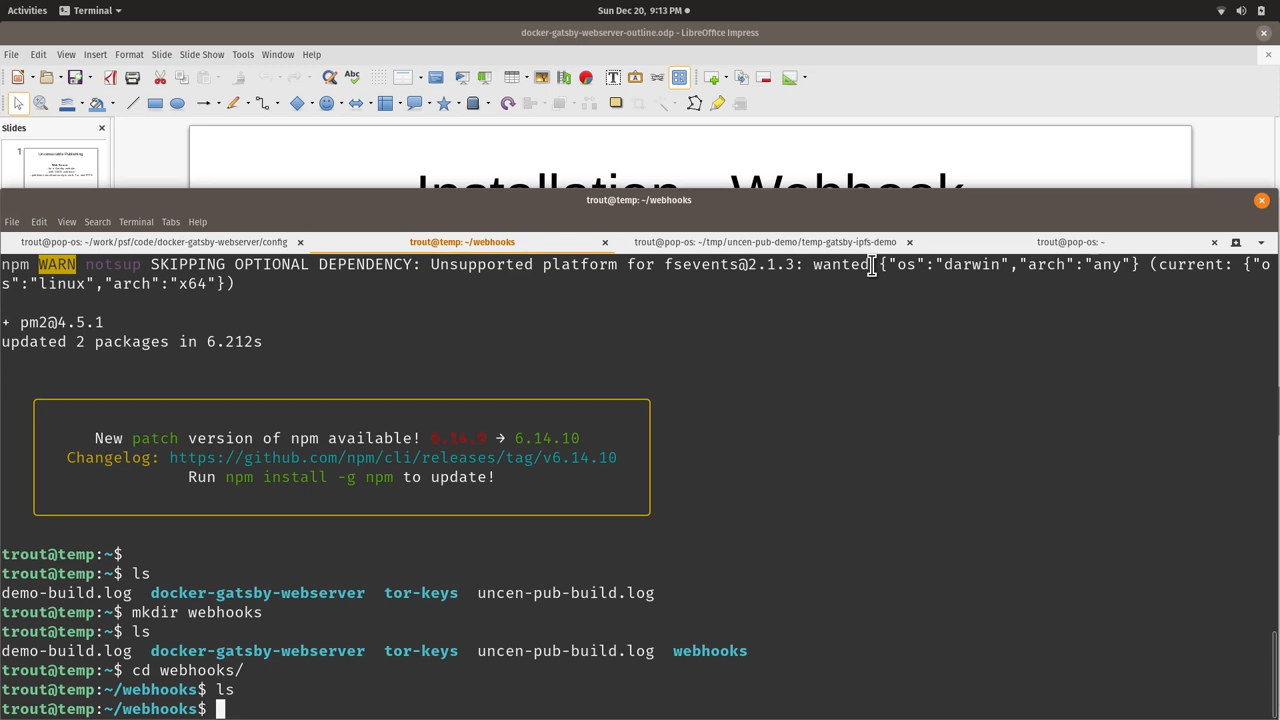 Activities Terminal Sun Dec 20, 9:13 PM
docker-gatsby-webserver-outline.odp - LibreOffice Impress
File Edit View Insert Format Slide Slide Show Tools Window Help
Slides
1
Installation - Webhook
trout@temp: ~/webhooks
File Edit View Search Terminal Tabs Help
trout@pop-os: ~/work/psf/code/docker-gatsby-webserver/config trout@temp: ~/webhooks trout@pop-os: ~/tmp/uncen-pub-demo/temp-gatsby-ipfs-demo trout@pop-os: ~
npm WARN notsup SKIPPING OPTIONAL DEPENDENCY: Unsupported platform for fsevents@2.1.3: wanted {"os":"darwin","arch":"any"} (current: {"o
s":"linux","arch":"x64"})
+ pm2@4.5.1
updated 2 packages in 6.212s
New patch version of npm available! 6.14.9 → 6.14.10
Changelog: https://github.com/npm/cli/releases/tag/v6.14.10
Run npm install -g npm to update!
trout@temp:~$
trout@temp:~$ ls
demo-build.log docker-gatsby-webserver tor-keys uncen-pub-build.log
trout@temp:~$ mkdir webhooks
trout@temp:~$ ls
demo-build.log docker-gatsby-webserver tor-keys uncen-pub-build.log webhooks
trout@temp:~$ cd webhooks/
trout@temp:~/webhooks$ ls
trout@temp:~/webhooks$